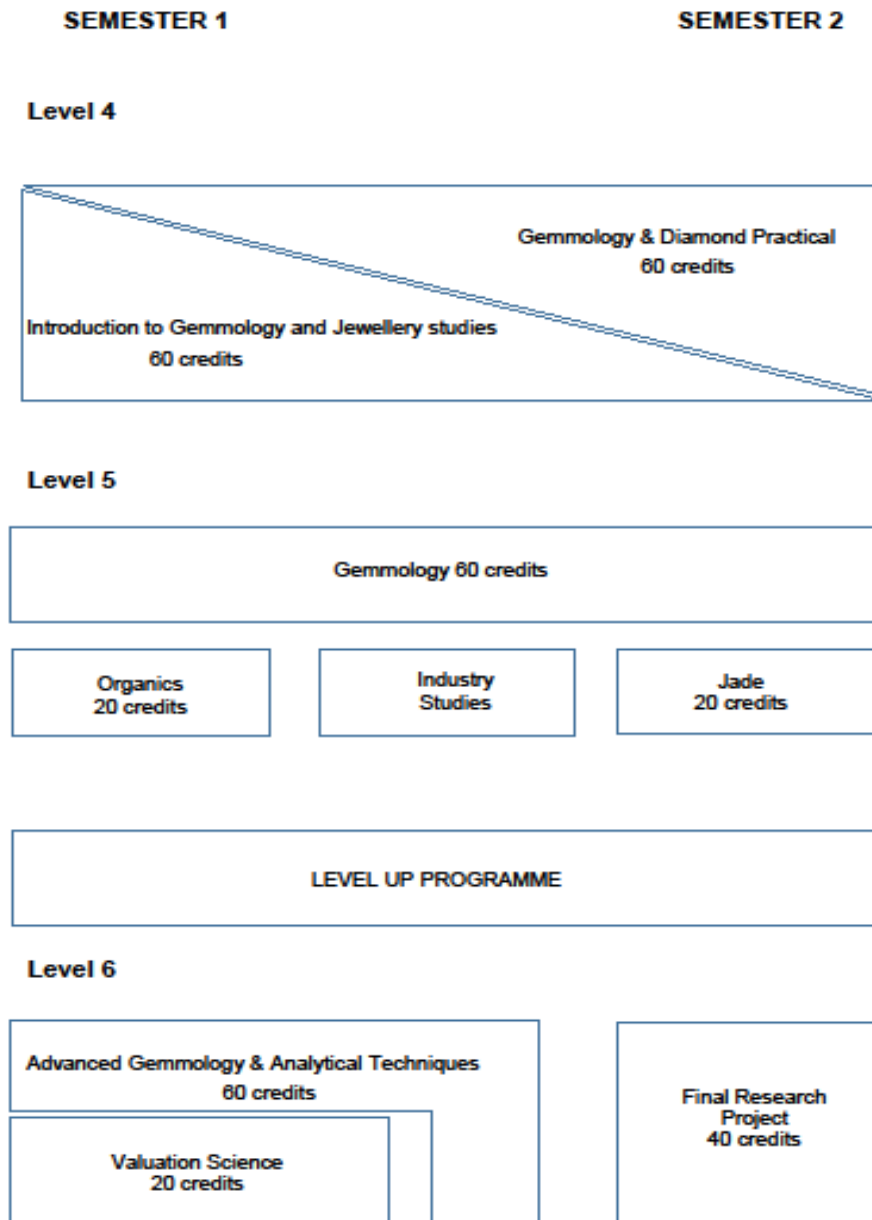 SEMESTER 1
SEMESTER 2
Level 4
Gemmology & Diamond Practical
60 credits
Introduction to Gemmology and Jewellery studies
60 credits
Level 5
Gemmology 60 credits
Organics
20 credits
Industry
Studies
Jade
20 credits
LEVEL UP PROGRAMME
Level 6
Advanced Gemmology & Analytical Techniques
60 credits
Valuation Science
20 credits
Final Research
Project
40 credits